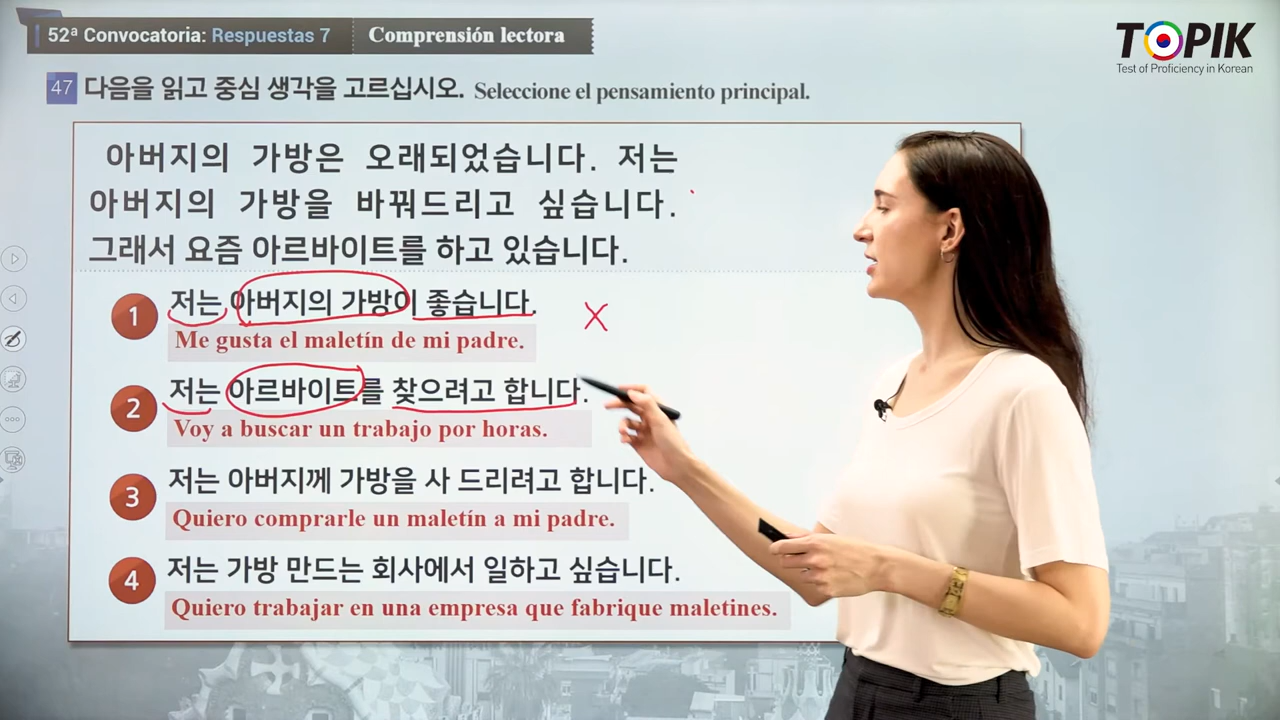 52ª Convocatoria: Respuestas 7 Comprensión lectora
TOPIK
Test of Proficiency in Korean
47 다음을 읽고 중심 생각을 고르십시오. Seleccione el pensamiento principal.
아버지의 가방은 오래되었습니다. 저는
아버지의 가방을 바꿔드리고 싶습니다.
그래서 요즘 아르바이트를 하고 있습니다.
1 저는 아버지의 가방이 좋습니다.
Me gusta el maletín de mi padre.
2 저는 아르바이트를 찾으려고 합니다.
Voy a buscar un trabajo por horas.
3 저는 아버지께 가방을 사 드리려고 합니다.
Quiero comprarle un maletín a mi padre.
4 저는 가방 만드는 회사에서 일하고 싶습니다.
Quiero trabajar en una empresa que fabrique maletines.